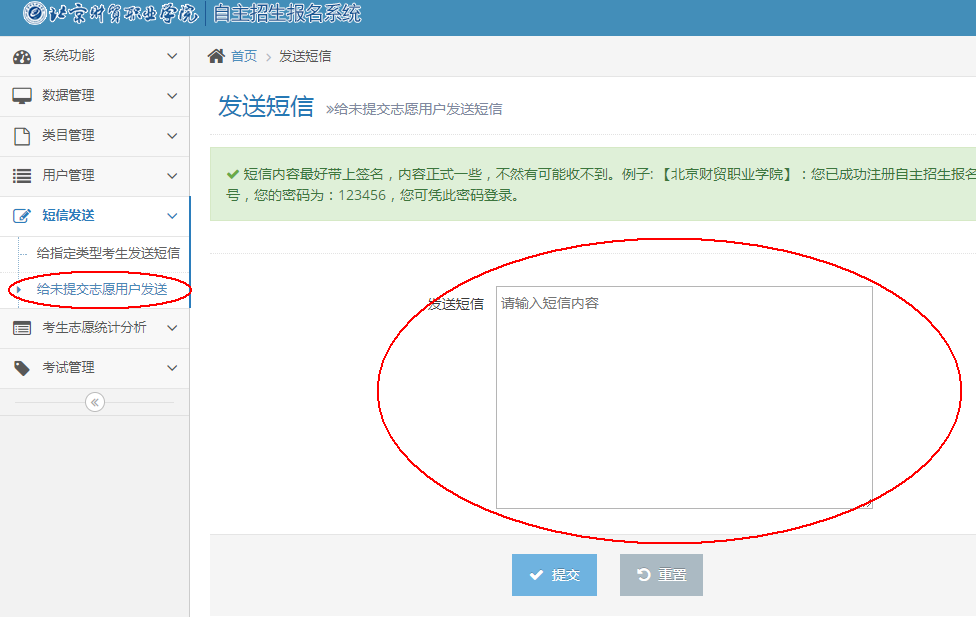 北京财贸职业学院 自主招生报名系统
系统功能
数据管理
类目管理
用户管理
短信发送
给指定类型考生发送短信
给未提交志愿用户发送
考生志愿统计分析
考试管理
首页 > 发送短信
发送短信 »给未提交志愿用户发送短信
短信内容最好带上签名，内容正式一些，不然有可能收不到。例子:【北京财贸职业学院】：您已成功注册自主招生报名
号，您的密码为：123456，您可凭此密码登录。
发送短信
请输入短信内容
提交
重置